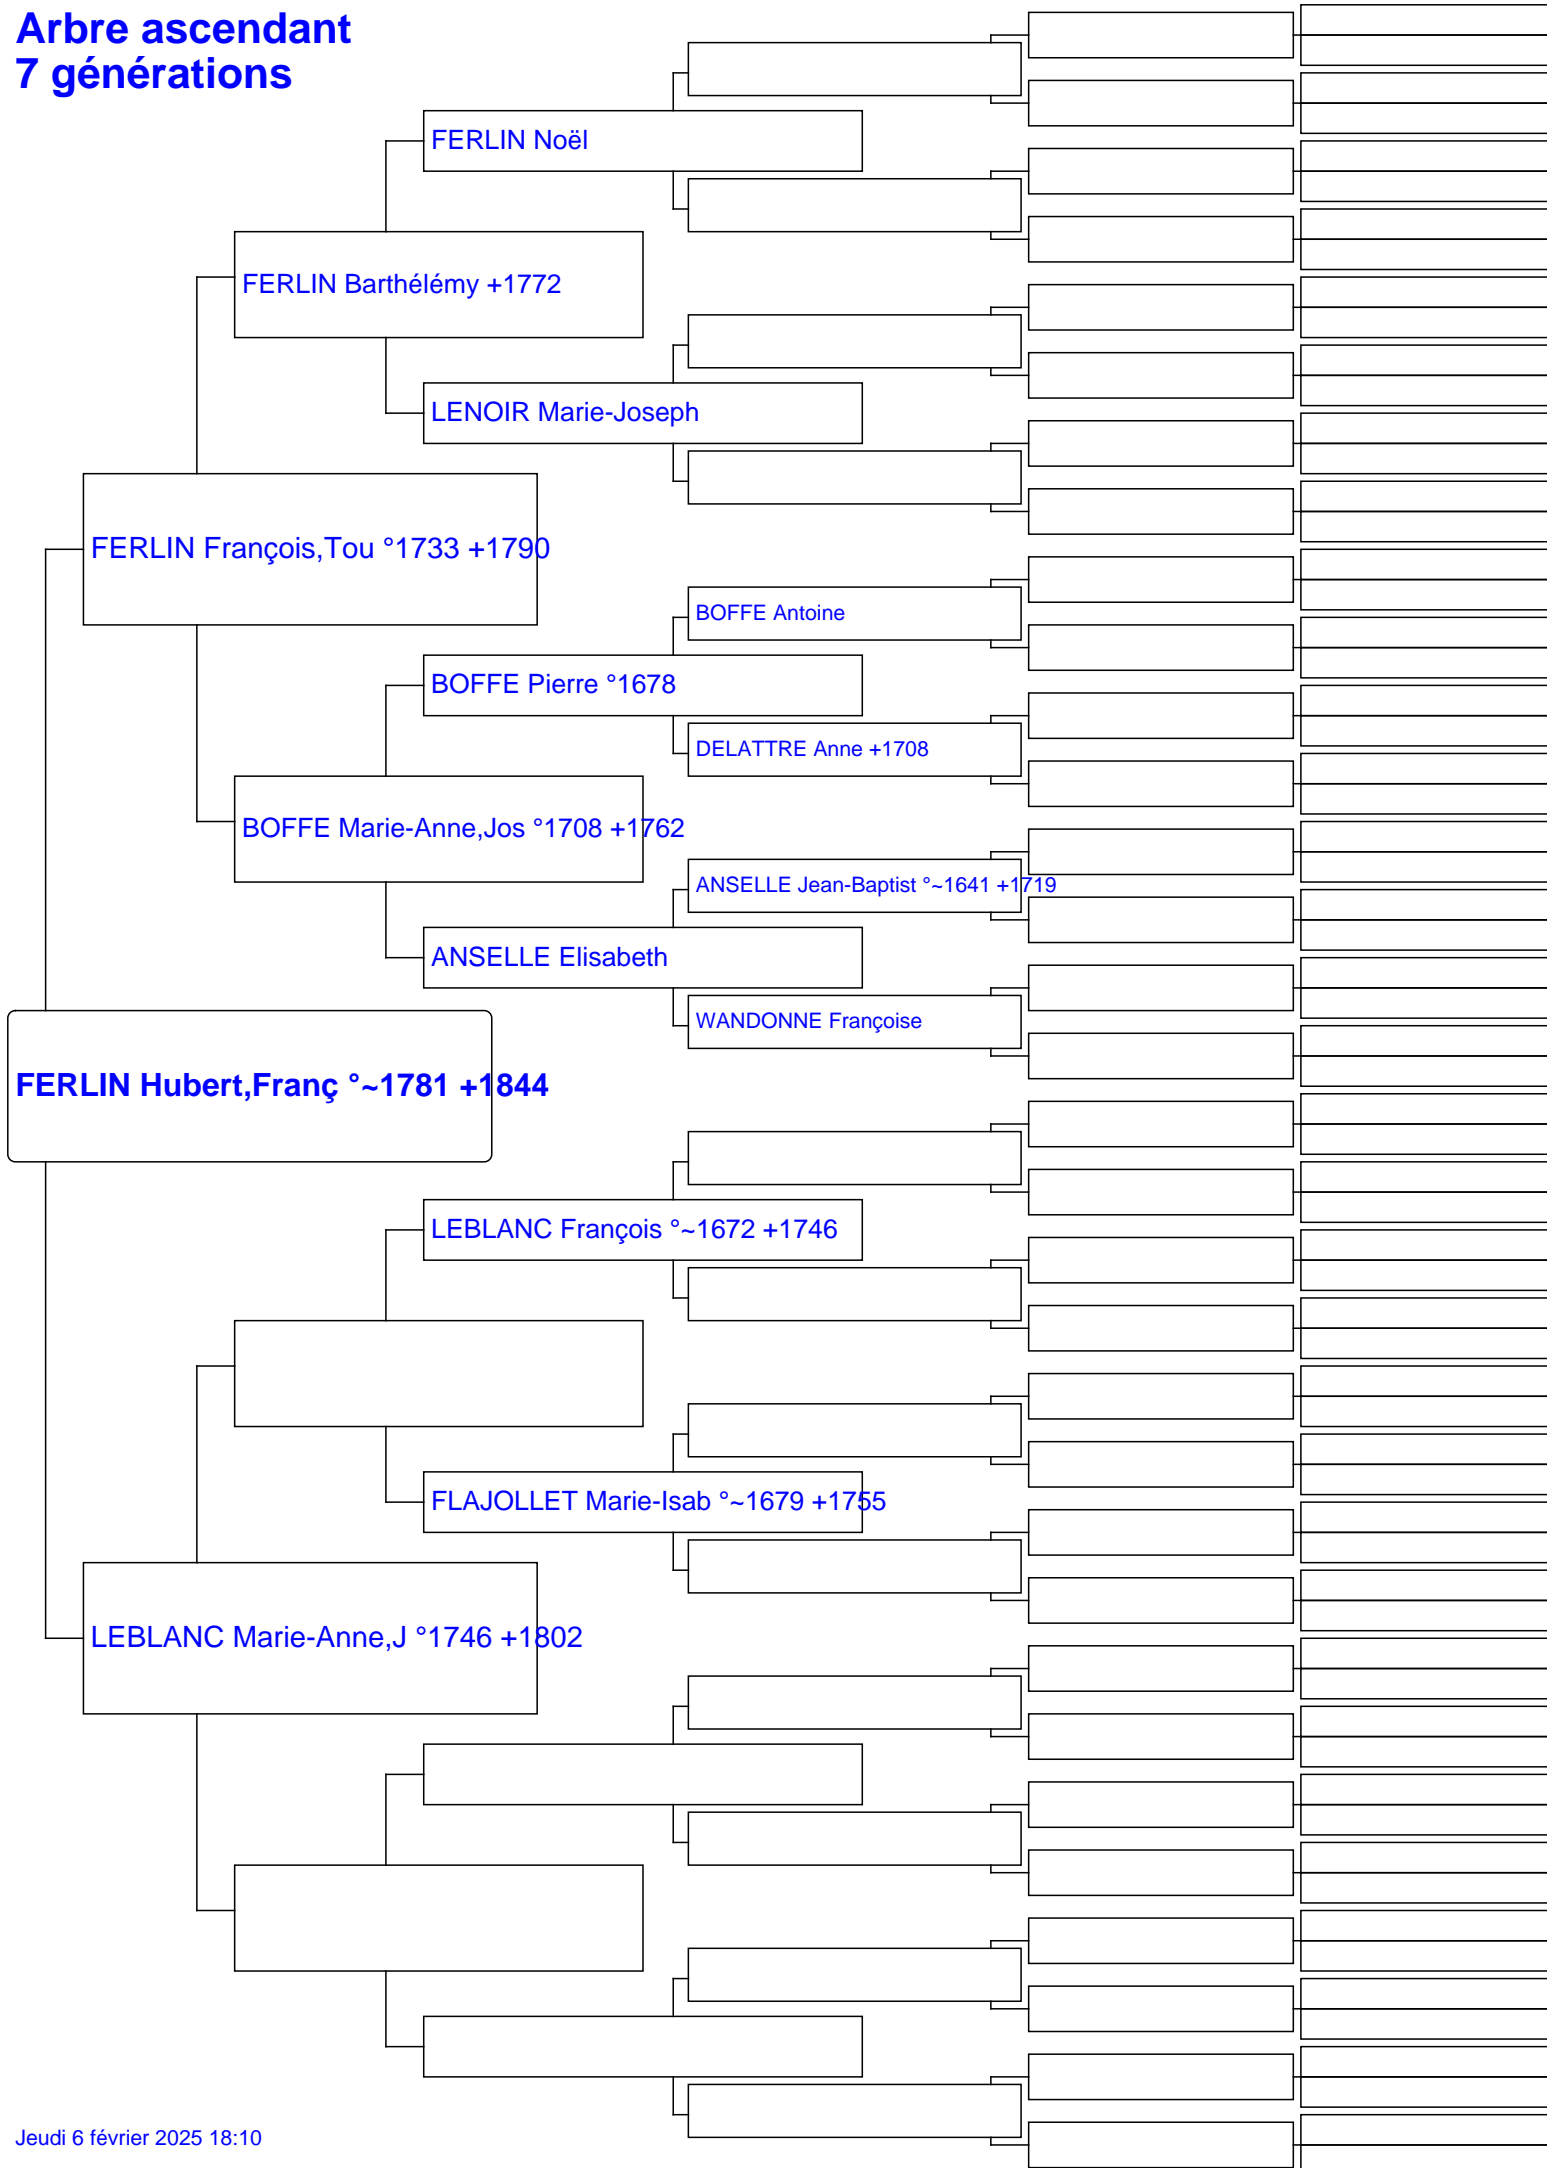 Arbre ascendant
7 générations
FERLIN Noël
FERLIN Barthélémy +1772
LENOIR Marie-Joseph
FERLIN François,Tou °1733 +1790
BOFFE Antoine
BOFFE Pierre °1678
DELATTRE Anne +1708
BOFFE Marie-Anne,Jos °1708 +1762
ANSELLE Jean-Baptist °~1641 +1719
ANSELLE Elisabeth
WANDONNE Françoise
FERLIN Hubert,Franç °~1781 +1844
LEBLANC François °~1672 +1746
FLAJOLLET Marie-Isab °~1679 +1755
LEBLANC Marie-Anne,J °1746 +1802
Jeudi 6 février 2025 18:10